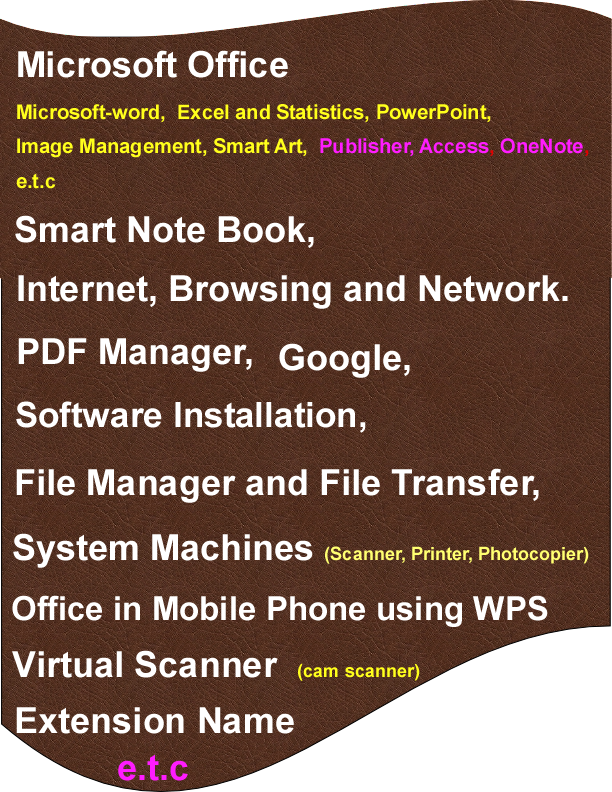 Microsoft Office
Microsoft-word, Excel and Statistics, PowerPoint,
Image Management, Smart Art, Publisher, Access, OneNote,
e.t.c
Smart Note Book,
Internet, Browsing and Network.
PDF Manager, Google,
Software Installation,
File Manager and File Transfer,
System Machines (Scanner, Printer, Photocopier)
Office in Mobile Phone using WPS
Virtual Scanner (cam scanner)
Extension Name
e.t.c